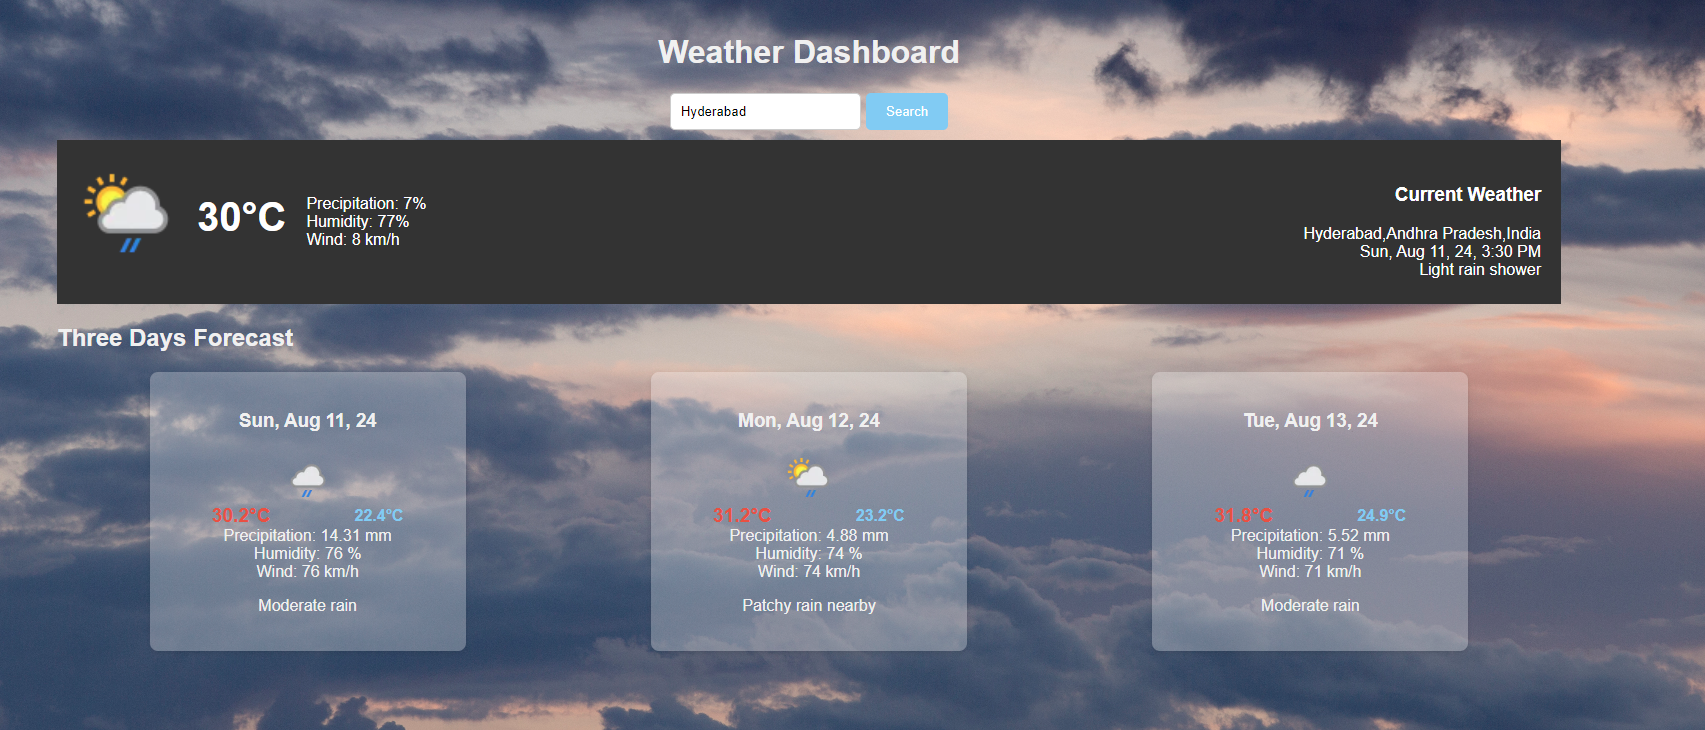 Weather Dashboard
Hyderabad
Search
30°C
Precipitation: 7%
Humidity: 77%
Wind: 8 km/h
Current Weather
Hyderabad,Andhra Pradesh,India
Sun, Aug 11, 24, 3:30 PM
Light rain shower
Three Days Forecast
Sun, Aug 11, 24
30.2°C 22.4°C
Precipitation: 14.31 mm
Humidity: 76 %
Wind: 76 km/h
Moderate rain
Mon, Aug 12, 24
31.2°C 23.2°C
Precipitation: 4.88 mm
Humidity: 74 %
Wind: 74 km/h
Patchy rain nearby
Tue, Aug 13, 24
31.8°C 24.9°C
Precipitation: 5.52 mm
Humidity: 71 %
Wind: 71 km/h
Moderate rain